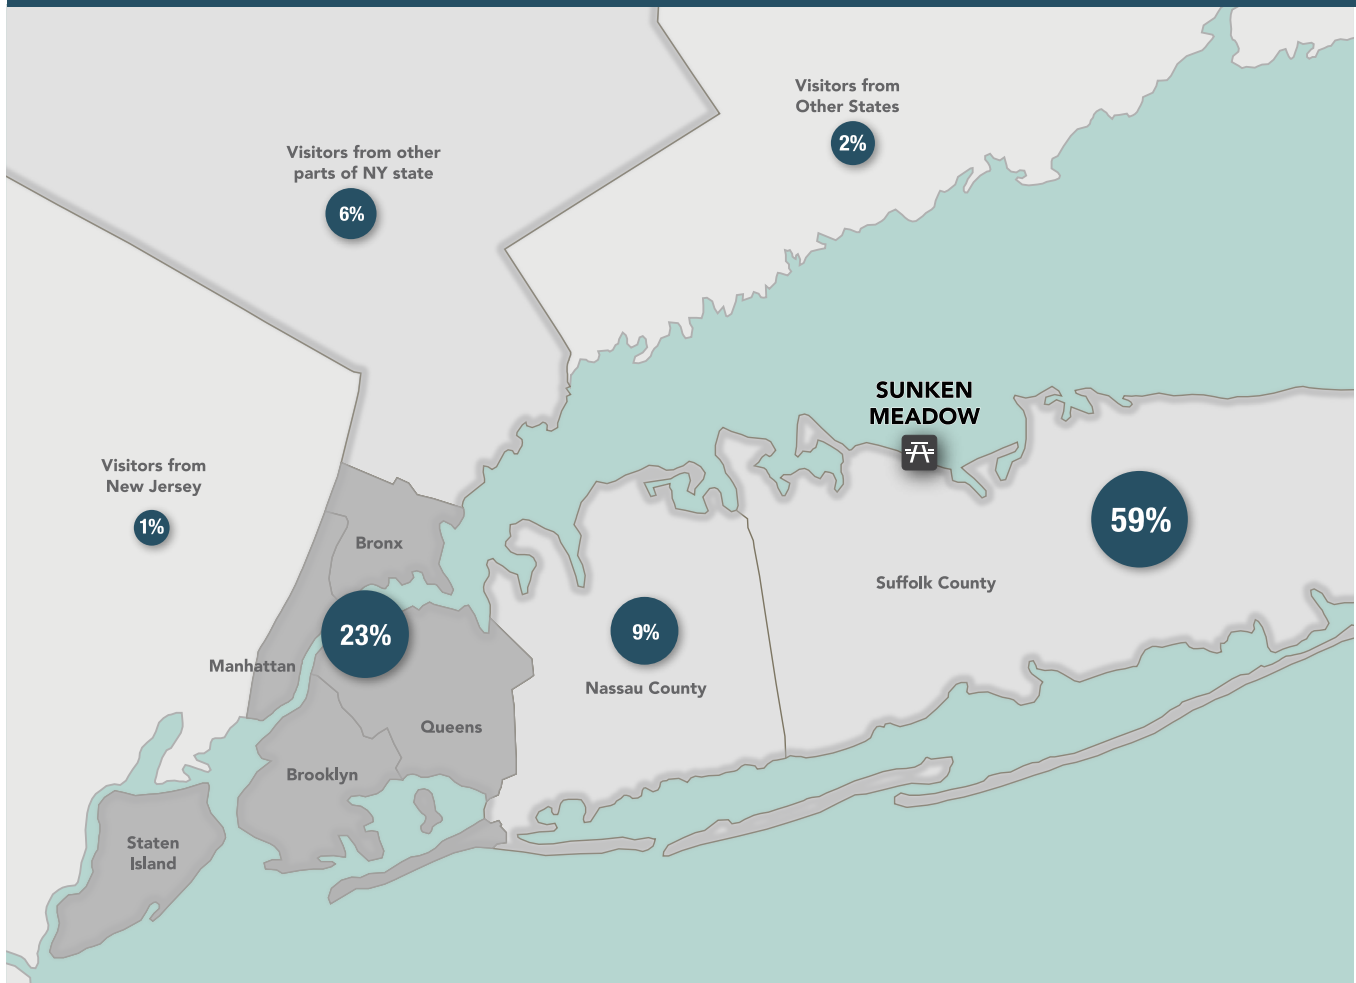 Visitors from
Other States
2%
Visitors from other
parts of NY state
6%
SUNKEN
MEADOW
Visitors from
New Jersey
1%
59%
Bronx
Suffolk County
23%
9%
Manhattan
Nassau County
Queens
Brooklyn
Staten
Island